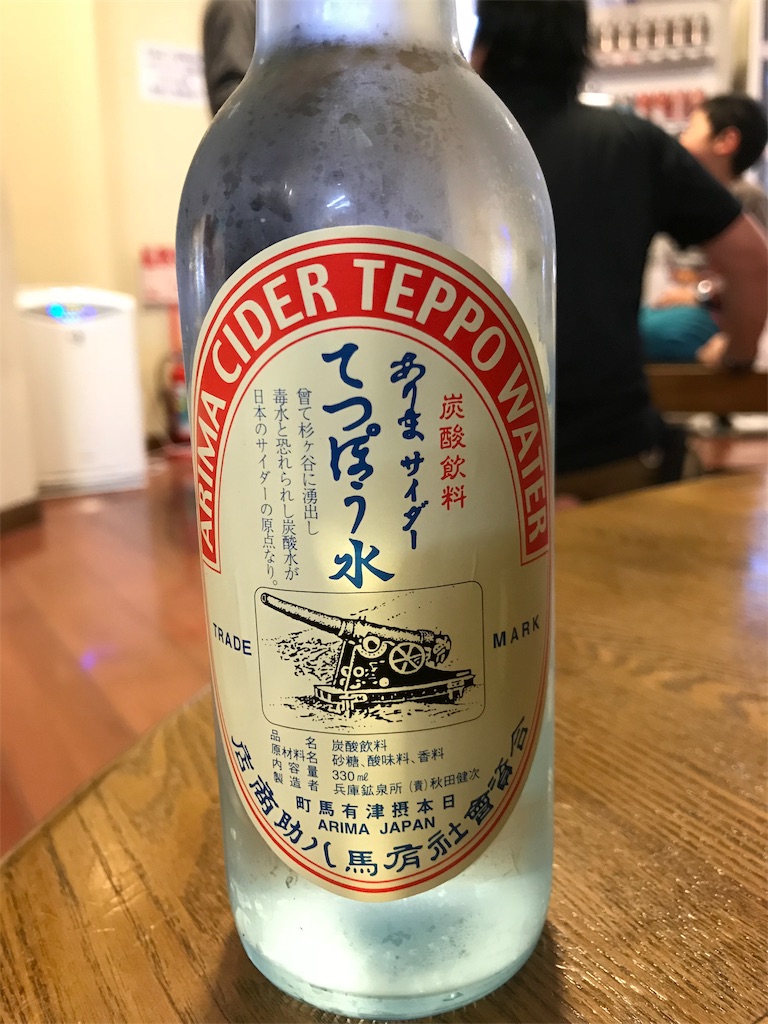 ARIMA CIDER TEPPO WATER
炭酸飲料
ありまサイダー
てつぽう水
曾て杉ヶ谷に湧出し
毒水と恐れられし炭酸水が
日本のサイダーの原点なり。
TRADE MARK
品名 炭酸飲料
原材料名 砂糖、酸味料、香料
内容量 330㎖
製造者 兵庫鉱泉所 (責)秋田健次
町馬有津摂本日
ARIMA JAPAN
店商助八馬有社會資合